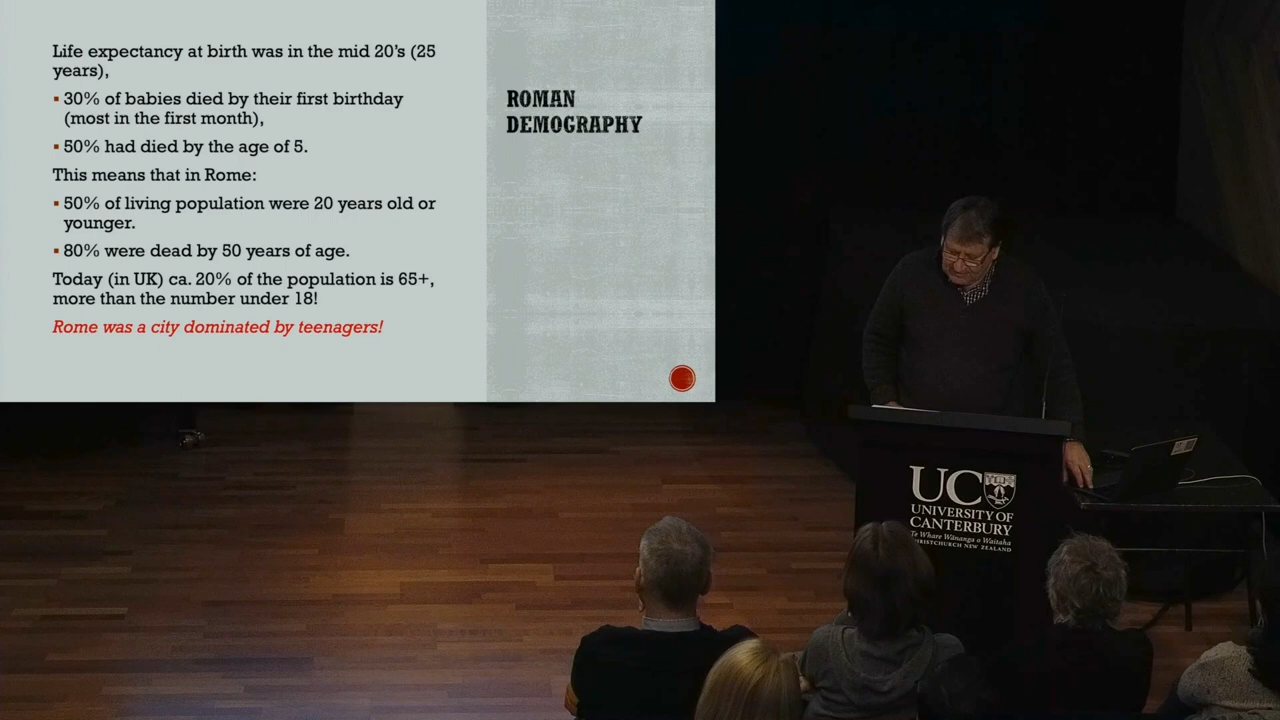 Life expectancy at birth was in the mid 20's (25
years),
▪ 30% of babies died by their first birthday
(most in the first month),
▪ 50% had died by the age of 5.
This means that in Rome:
▪ 50% of living population were 20 years old or
younger.
▪ 80% were dead by 50 years of age.
Today (in UK) ca. 20% of the population is 65+,
more than the number under 18!
Rome was a city dominated by teenagers!
ROMAN
DEMOGRAPHY
UC
UNIVERSITY OF
CANTERBURY
Te Whare Wānanga o Waitaha
CHRISTCHURCH NEW ZEALAND